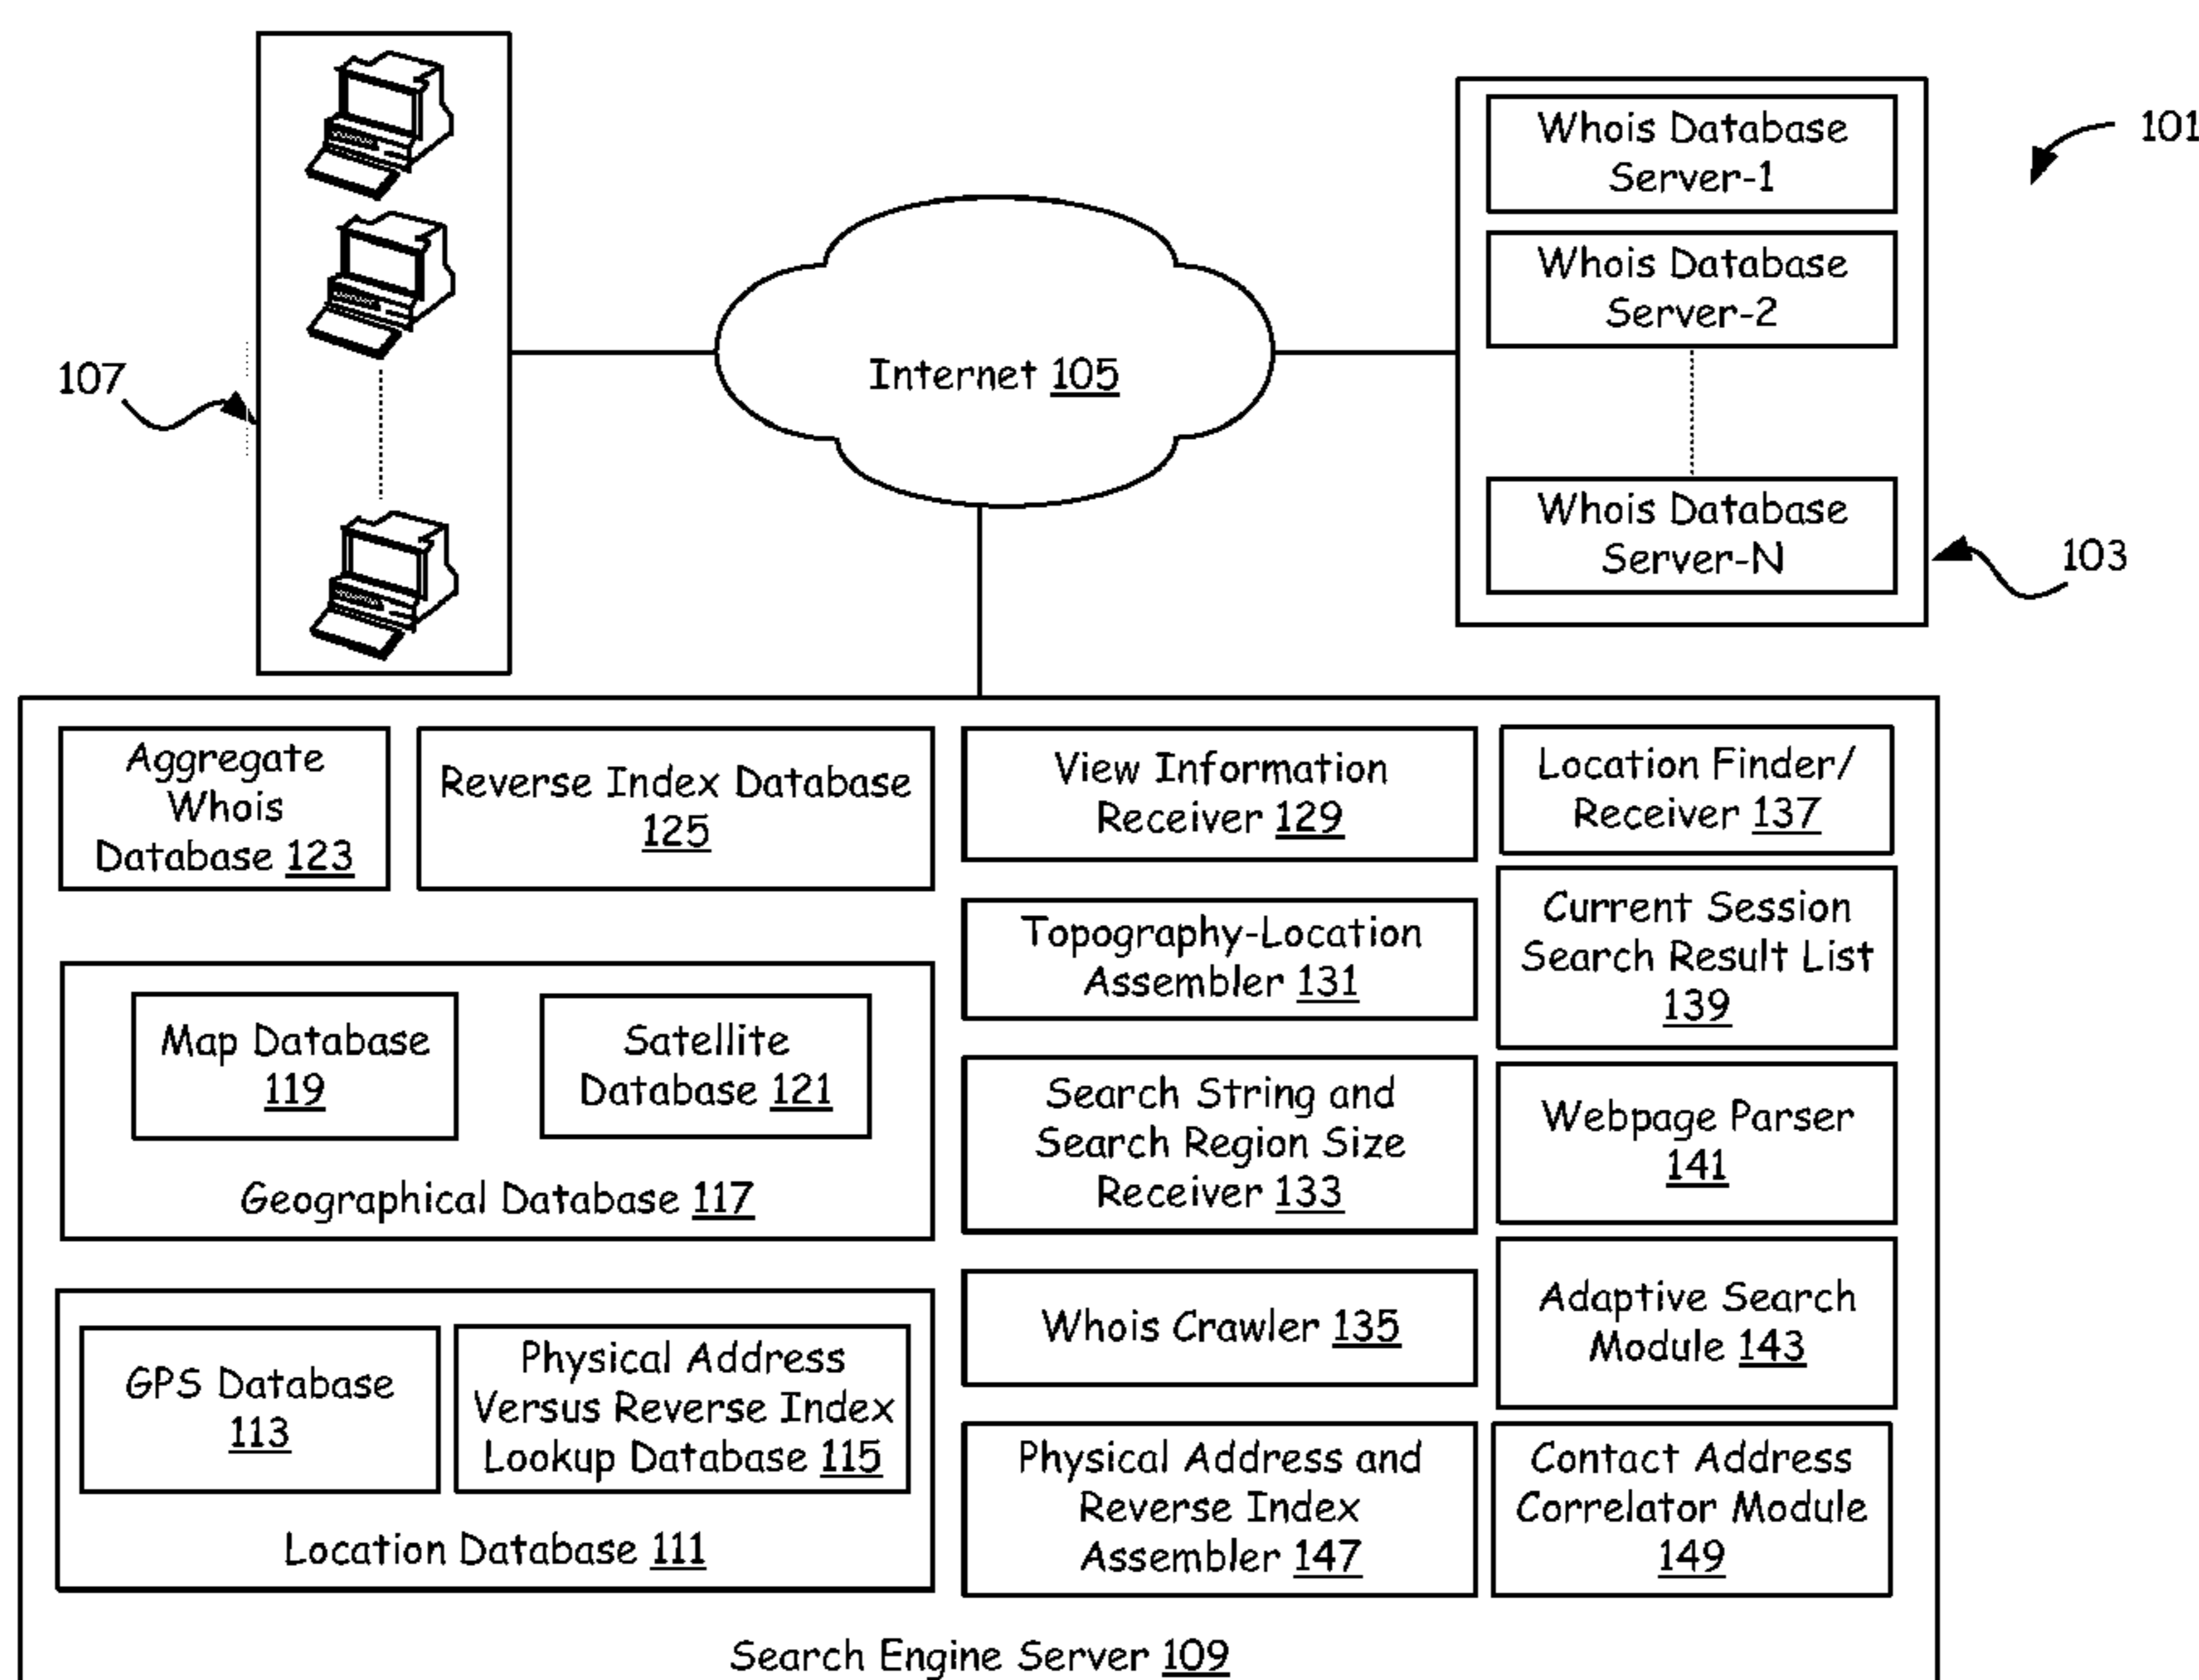 Whois Database
Server-1
101
Whois Database
Server-2
107
Internet 105
Whois Database
Server-N
103
Aggregate
Whois
Database 123
Reverse Index Database
125
View Information
Receiver 129
Location Finder/
Receiver 137
Topography-Location
Assembler 131
Current Session
Search Result List
139
Map Database
119
Satellite
Database 121
Geographical Database 117
Search String and
Search Region Size
Receiver 133
Webpage Parser
141
GPS Database
113
Physical Address
Versus Reverse Index
Lookup Database 115
Location Database 111
Whois Crawler 135
Adaptive Search
Module 143
Physical Address and
Reverse Index
Assembler 147
Contact Address
Correlator Module
149
Search Engine Server 109